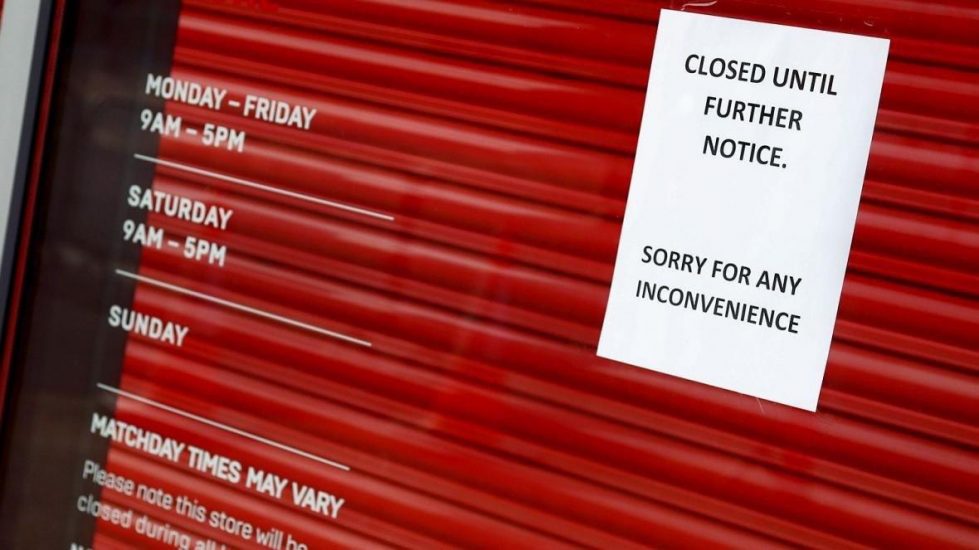 MONDAY – FRIDAY
9AM – 5PM
SATURDAY
9AM – 5PM
SUNDAY
MATCHDAY TIMES MAY VARY
Please note this store will be
closed during all
CLOSED UNTIL
FURTHER
NOTICE.
SORRY FOR ANY
INCONVENIENCE